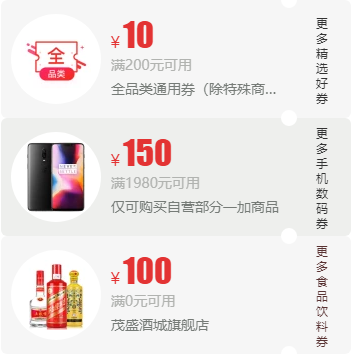 全
品类
¥10
满200元可用
全品类通用券（除特殊商...
更多精选好券
¥150
满1980元可用
仅可购买自营部分一加商品
更多手机数码券
¥100
满0元可用
茂盛酒城旗舰店
更多食品饮料券